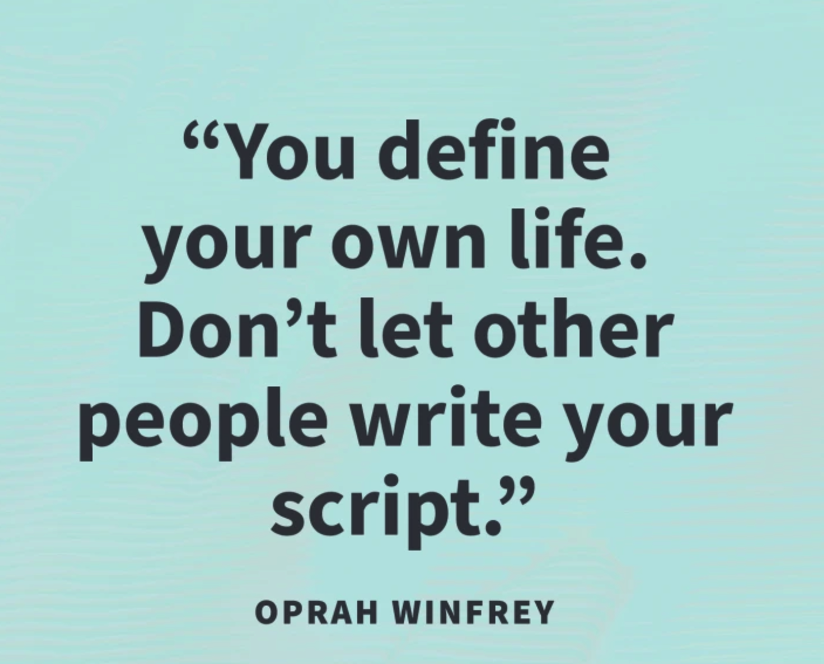 “You define
your own life.
Don’t let other
people write your
script.”
OPRAH WINFREY